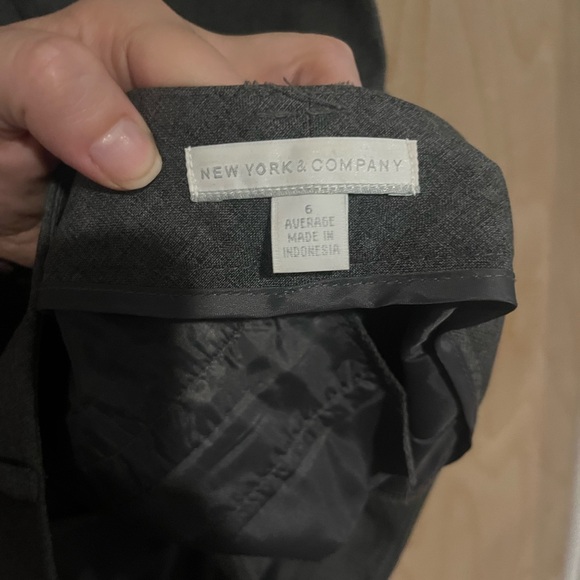 NEW YORK & COMPANY
6
AVERAGE
MADE IN
INDONESIA